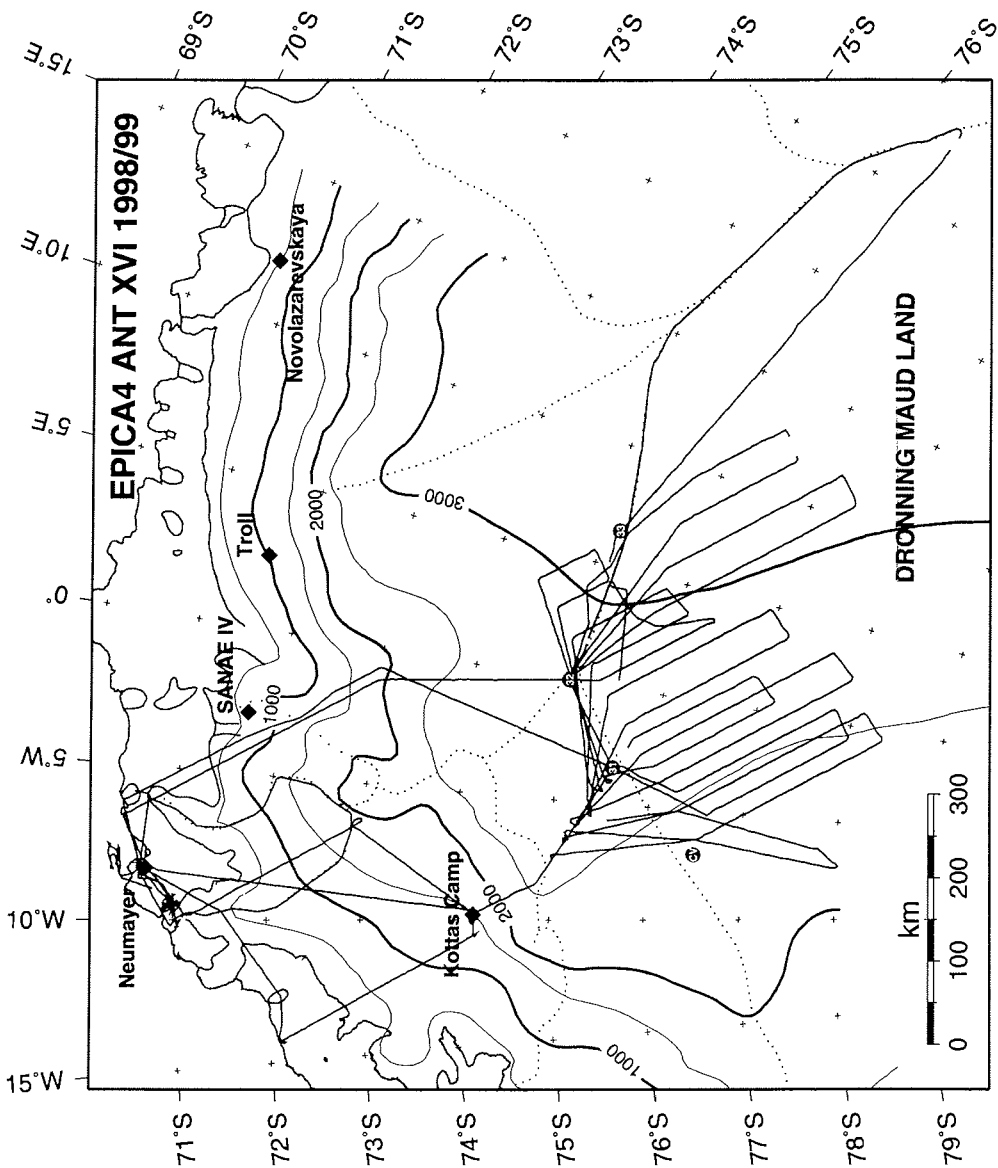 EPICA4 ANT XVI 1998/99
15°W
10°W
5°W
0°
5°E
10°E
15°E
69°S
70°S
71°S
72°S
73°S
74°S
75°S
76°S
71°S
72°S
73°S
74°S
75°S
76°S
77°S
78°S
79°S
Neumayer
SANAE IV
Troll
Novolazarevskaya
Kottas Camp
DRONNING MAUD LAND
1000
2000
3000
2000
1000
33
km
0 100 200 300